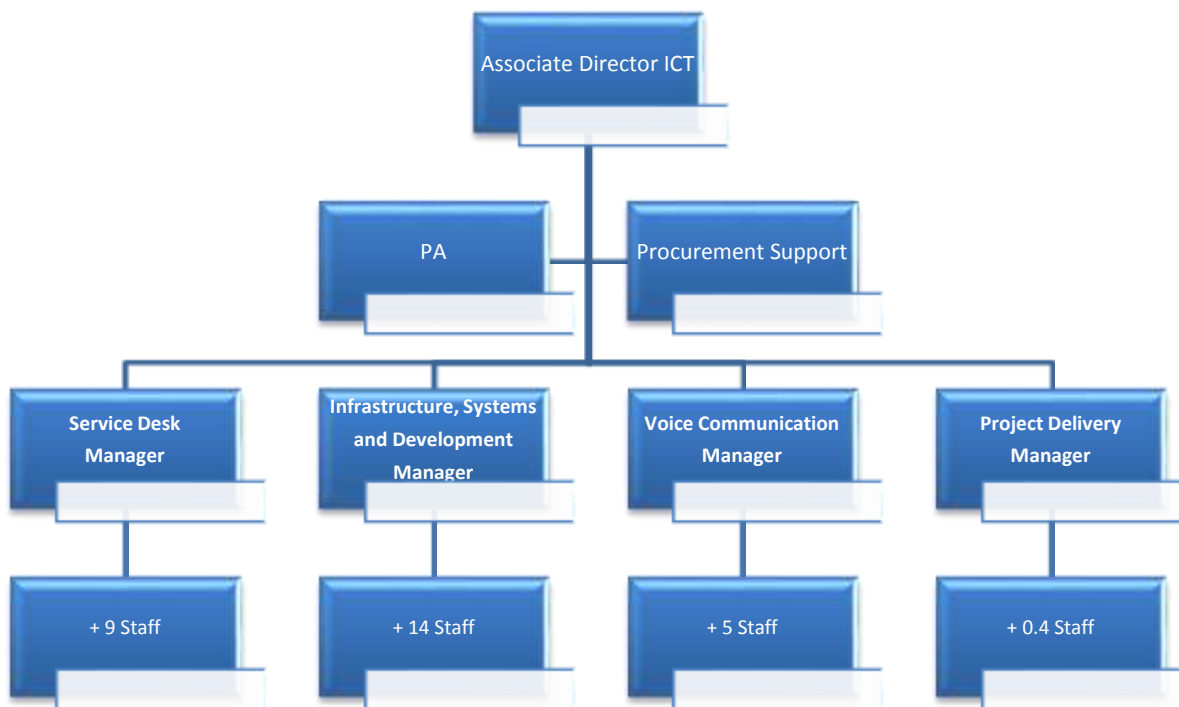 Associate Director ICT
PA
Procurement Support
Service Desk
Manager
Infrastructure, Systems
and Development
Manager
Voice Communication
Manager
Project Delivery
Manager
+ 9 Staff
+ 14 Staff
+ 5 Staff
+ 0.4 Staff